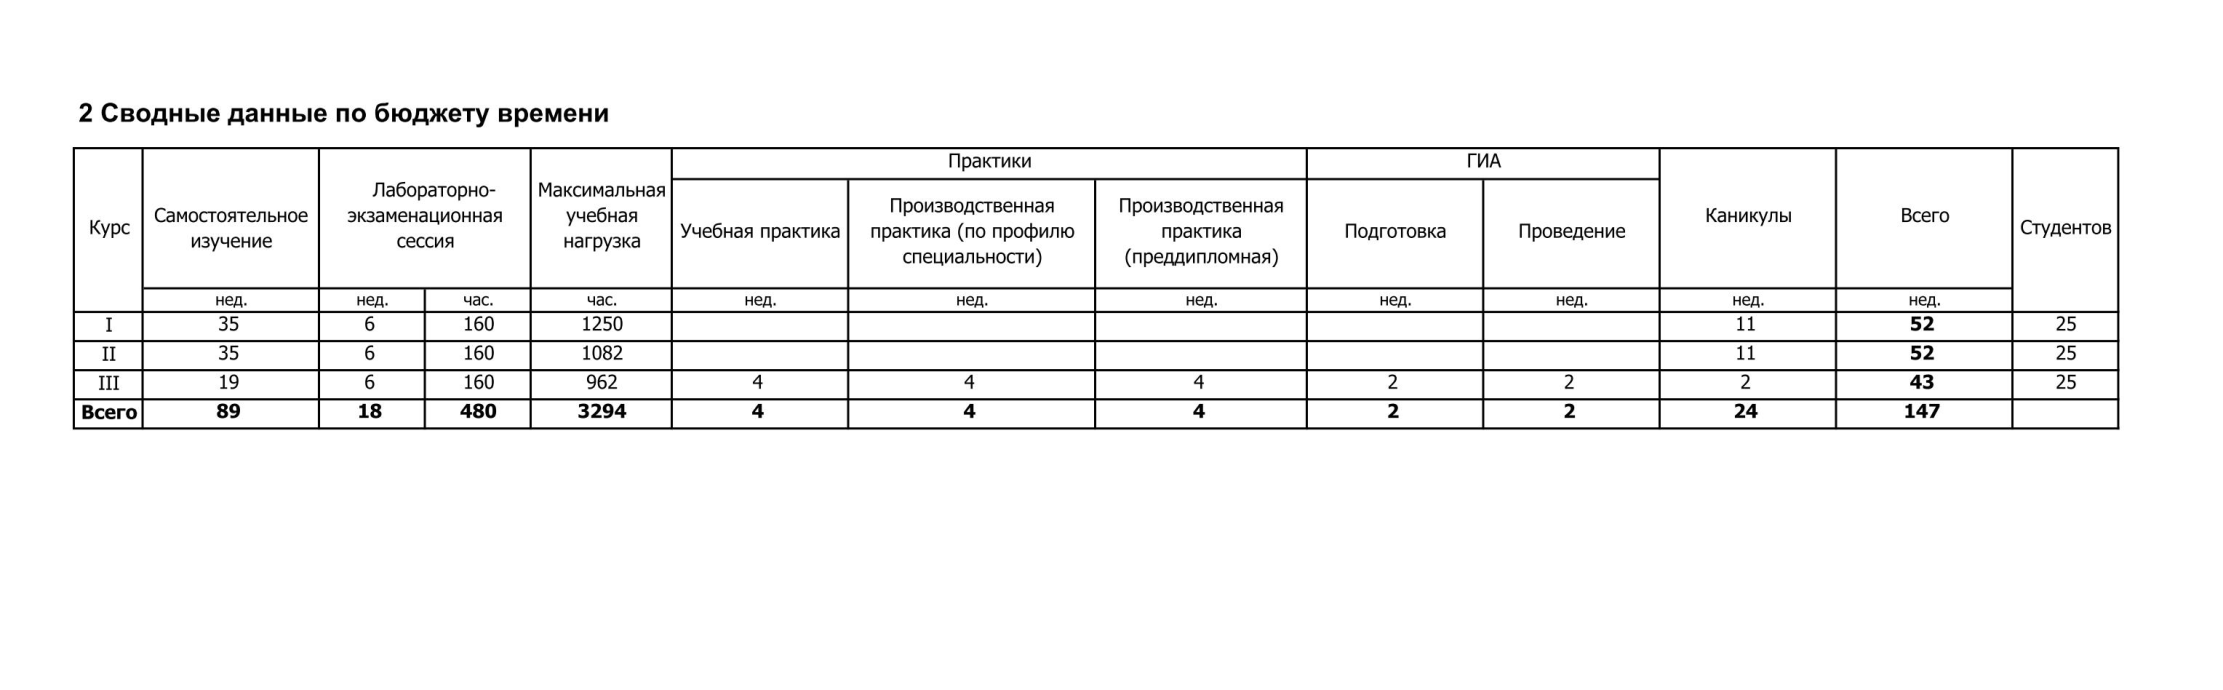 2 Сводные данные по бюджету времени
Практики ГИА
Курс Самостоятельное изучение Лабораторно-экзаменационная сессия Максимальная учебная нагрузка Учебная практика Производственная практика (по профилю специальности) Производственная практика (преддипломная) Подготовка Проведение Каникулы Всего Студентов
нед. нед. час. час. нед. нед. нед. нед. нед. нед. нед.
I 35 6 160 1250 11 52 25
II 35 6 160 1082 11 52 25
III 19 6 160 962 4 4 4 2 2 2 43 25
Всего 89 18 480 3294 4 4 4 2 2 24 147